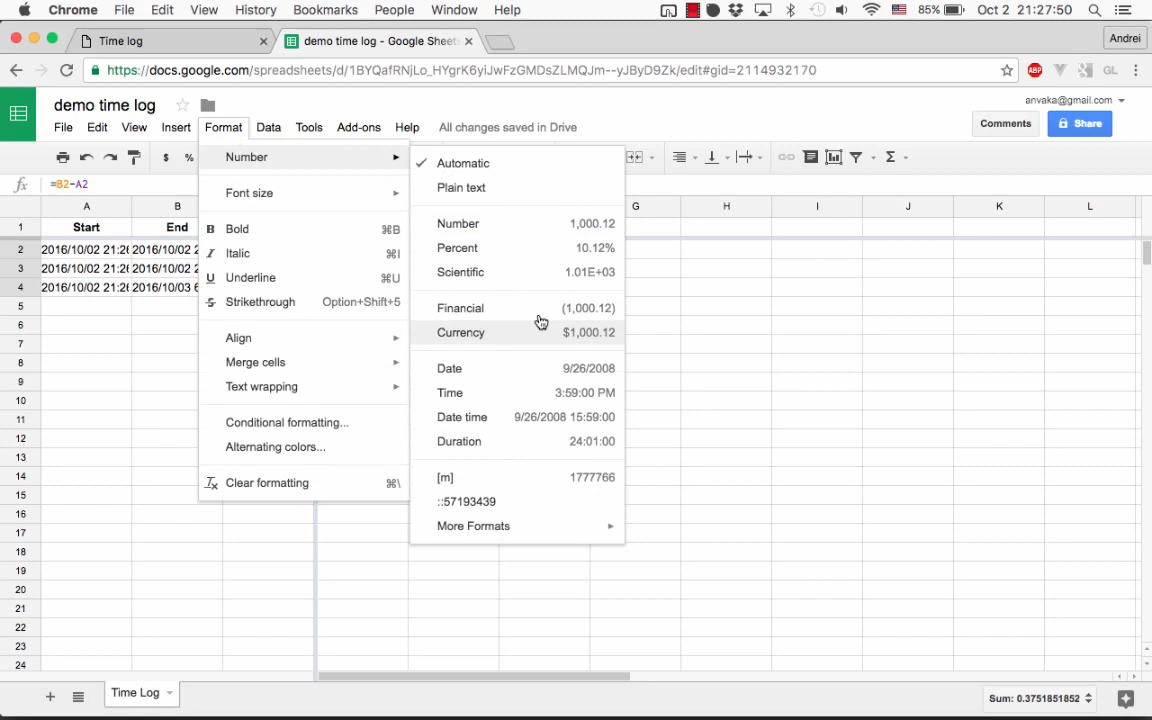 Chrome File Edit View History Bookmarks People Window Help 85% Oct 2 21:27:50
Time log demo time log - Google Sheets Andrei
https://docs.google.com/spreadsheets/d/1BYQafRNjLo_HYgrK6yiJwFzGMDsZLMQJm--yJByD9Zk/edit#gid=2114932170 ABP GL
demo time log anvaka@gmail.com
File Edit View Insert Format Data Tools Add-ons Help All changes saved in Drive Comments Share
$ %
fx =B2-A2
A B G H I J K L
1 Start End
2 2016/10/02 21:26 2016/10/02 2
3 2016/10/02 21:26 2016/10/02 2
4 2016/10/02 21:26 2016/10/03 6
5
6
7
8
9
10
11
12
13
14
15
16
17
18
19
20
21
22
23
24
Number
Font size
B Bold ⌘B
I Italic ⌘I
U Underline ⌘U
S Strikethrough Option+Shift+5
Align
Merge cells
Text wrapping
Conditional formatting...
Alternating colors...
Clear formatting ⌘\
Automatic
Plain text
Number 1,000.12
Percent 10.12%
Scientific 1.01E+03
Financial (1,000.12)
Currency $1,000.12
Date 9/26/2008
Time 3:59:00 PM
Date time 9/26/2008 15:59:00
Duration 24:01:00
[m] 1777766
::57193439
More Formats
Time Log Sum: 0.3751851852